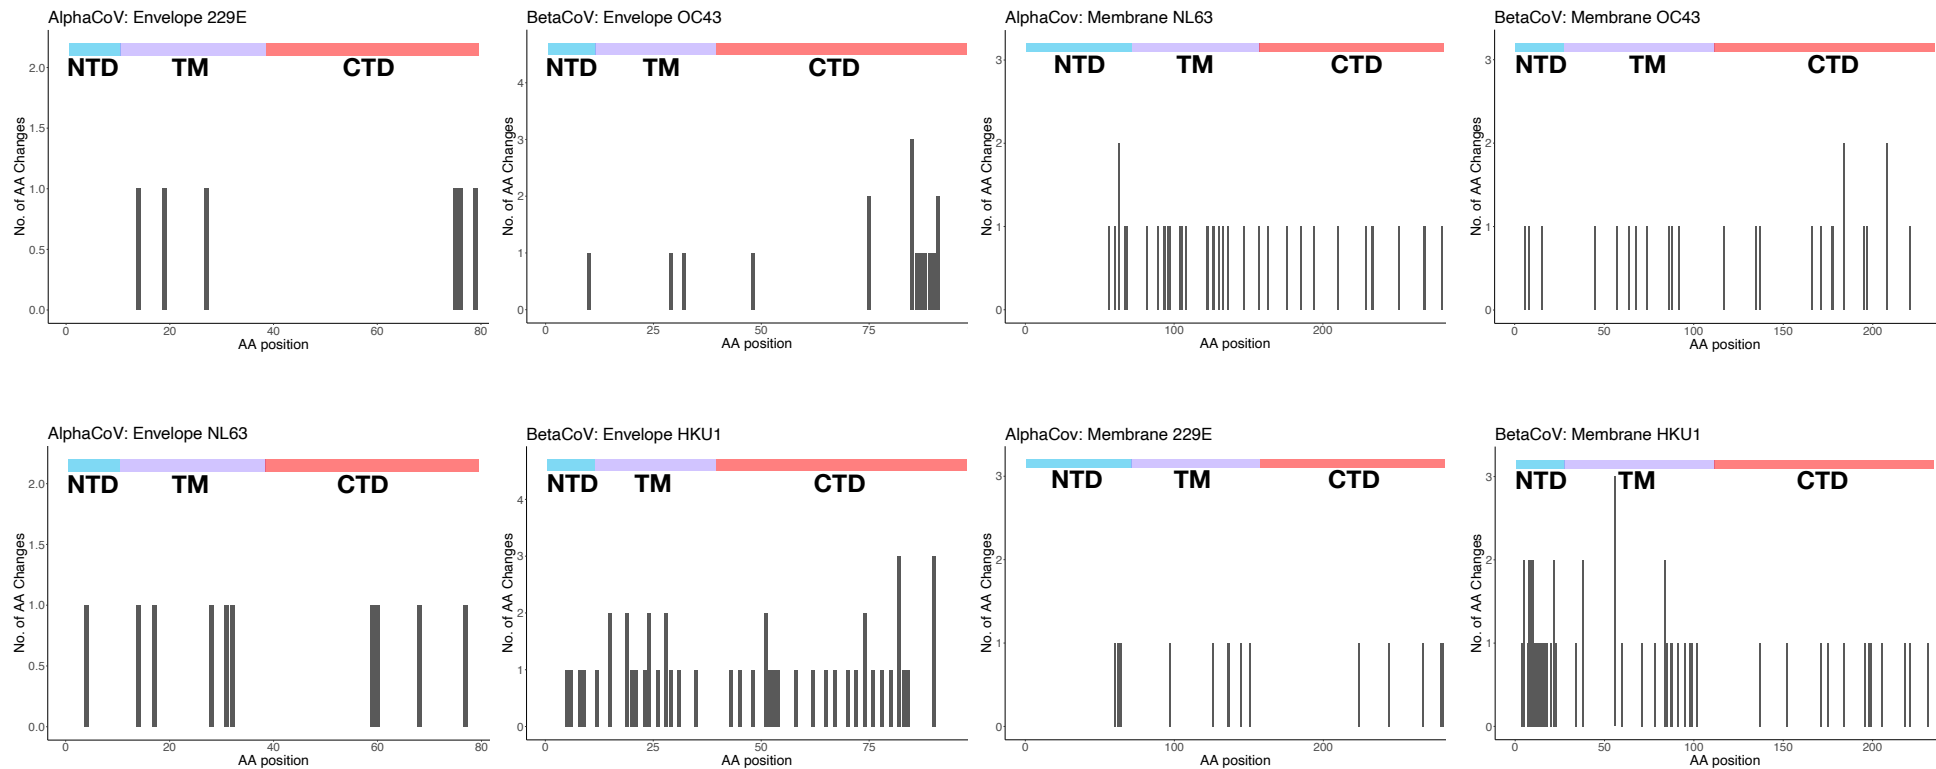 AlphaCoV: Envelope 229E
NTD TM CTD
No. of AA Changes
2.0
1.5
1.0
0.5
0.0
0 20 40 60 80
AA position
BetaCoV: Envelope OC43
NTD TM CTD
No. of AA Changes
4
3
2
1
0
0 25 50 75
AA position
AlphaCov: Membrane NL63
NTD TM CTD
No. of AA Changes
3
2
1
0
0 100 200
AA position
BetaCoV: Membrane OC43
NTD TM CTD
No. of AA Changes
3
2
1
0
0 50 100 150 200
AA position
AlphaCoV: Envelope NL63
NTD TM CTD
No. of AA Changes
2.0
1.5
1.0
0.5
0.0
0 20 40 60 80
AA position
BetaCoV: Envelope HKU1
NTD TM CTD
No. of AA Changes
4
3
2
1
0
0 25 50 75
AA position
AlphaCov: Membrane 229E
NTD TM CTD
No. of AA Changes
3
2
1
0
0 100 200
AA position
BetaCoV: Membrane HKU1
NTD TM CTD
No. of AA Changes
3
2
1
0
0 50 100 150 200
AA position